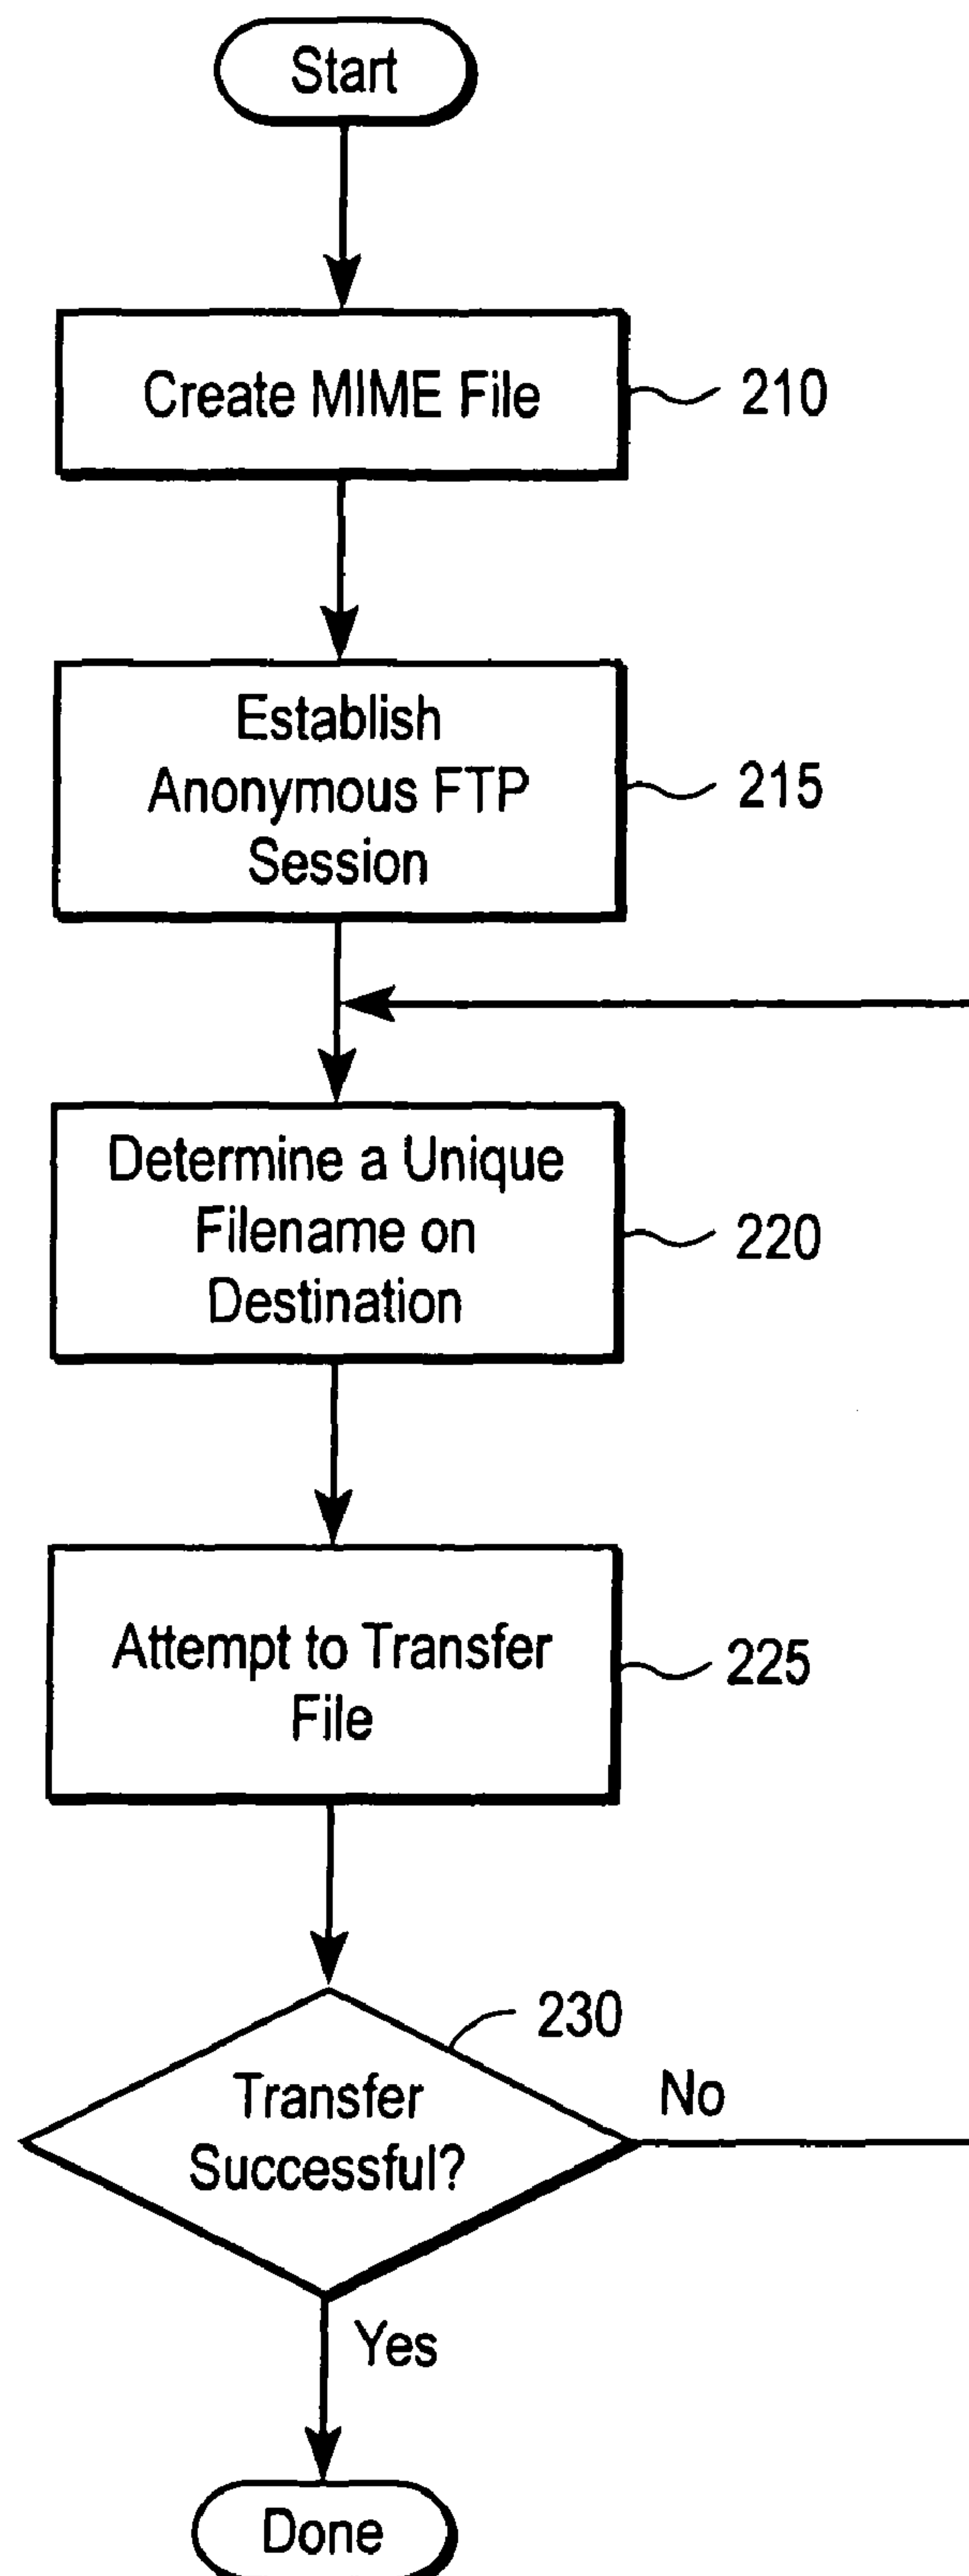 Start
Create MIME File
210
Establish
Anonymous FTP
Session
215
Determine a Unique
Filename on
Destination
220
Attempt to Transfer
File
225
230
Transfer
Successful?
No
Yes
Done